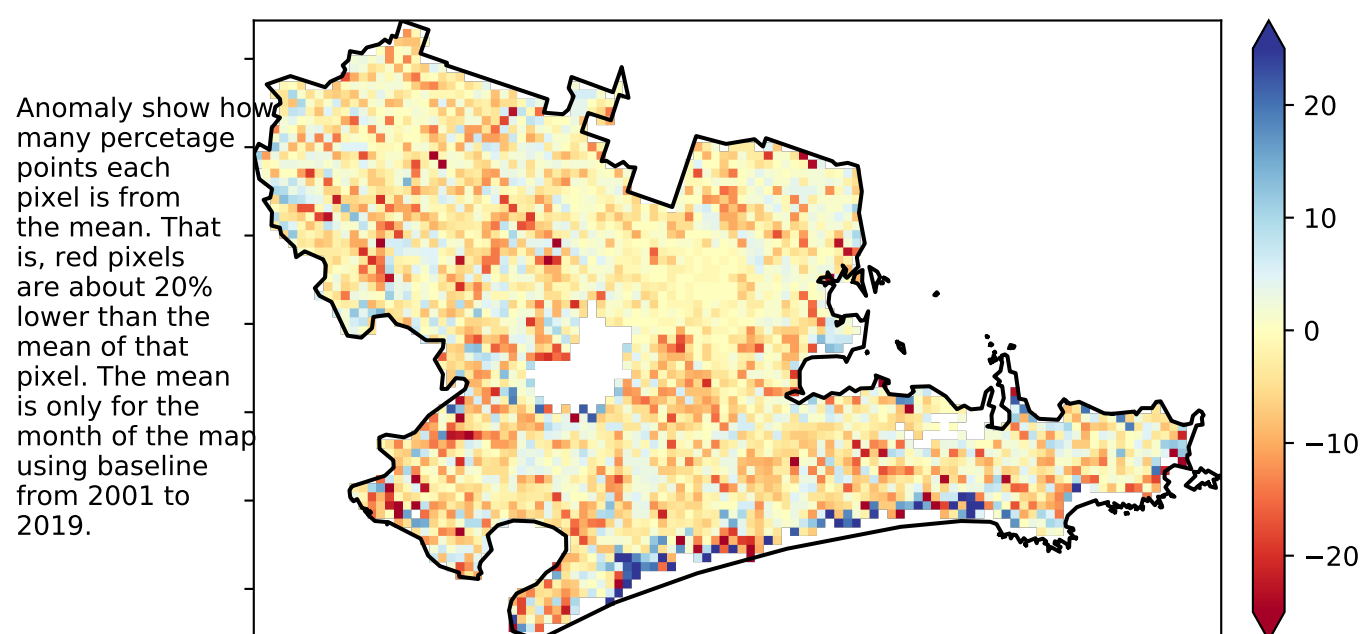 Anomaly show how
many percetage
points each
pixel is from
the mean. That
is, red pixels
are about 20%
lower than the
mean of that
pixel. The mean
is only for the
month of the map
using baseline
from 2001 to
2019.
20
10
0
−10
−20